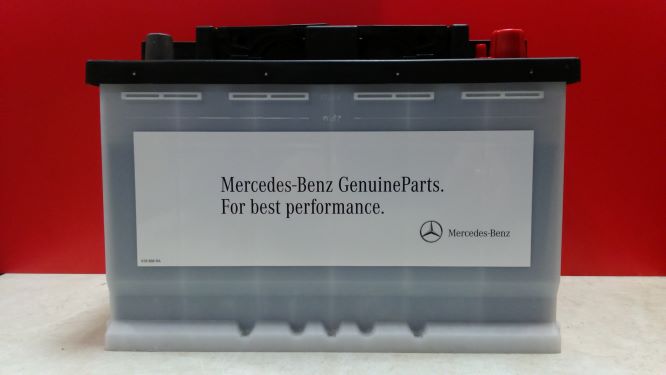 Mercedes-Benz GenuineParts.
For best performance.
Mercedes-Benz